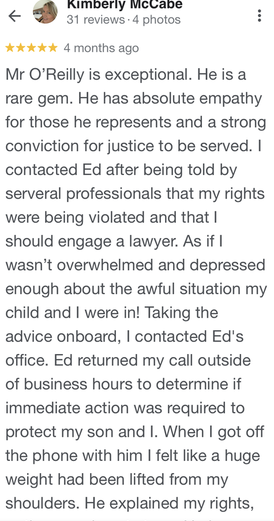 Kimberly McCabe
31 reviews · 4 photos
4 months ago
Mr O’Reilly is exceptional. He is a
rare gem. He has absolute empathy
for those he represents and a strong
conviction for justice to be served. I
contacted Ed after being told by
serveral professionals that my rights
were being violated and that I
should engage a lawyer. As if I
wasn’t overwhelmed and depressed
enough about the awful situation my
child and I were in! Taking the
advice onboard, I contacted Ed's
office. Ed returned my call outside
of business hours to determine if
immediate action was required to
protect my son and I. When I got off
the phone with him I felt like a huge
weight had been lifted from my
shoulders. He explained my rights,